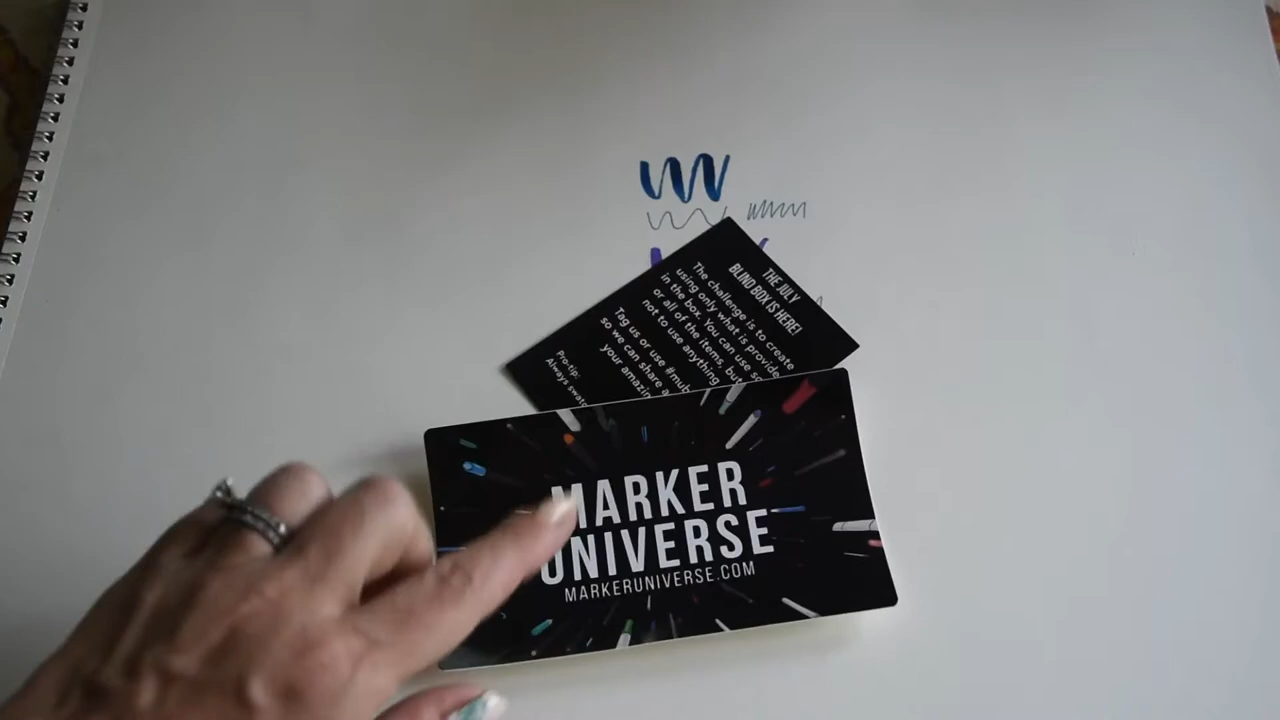 THE JULY
BLIND BOX IS HERE!
The challenge is to create
using only what is provide
in the box. You can use so
or all of the items, but
not to use anything
Tag us or use #mub
so we can share a
your amazin
Pro-tip:
Always swatc
MARKER
UNIVERSE
MARKERUNIVERSE.COM